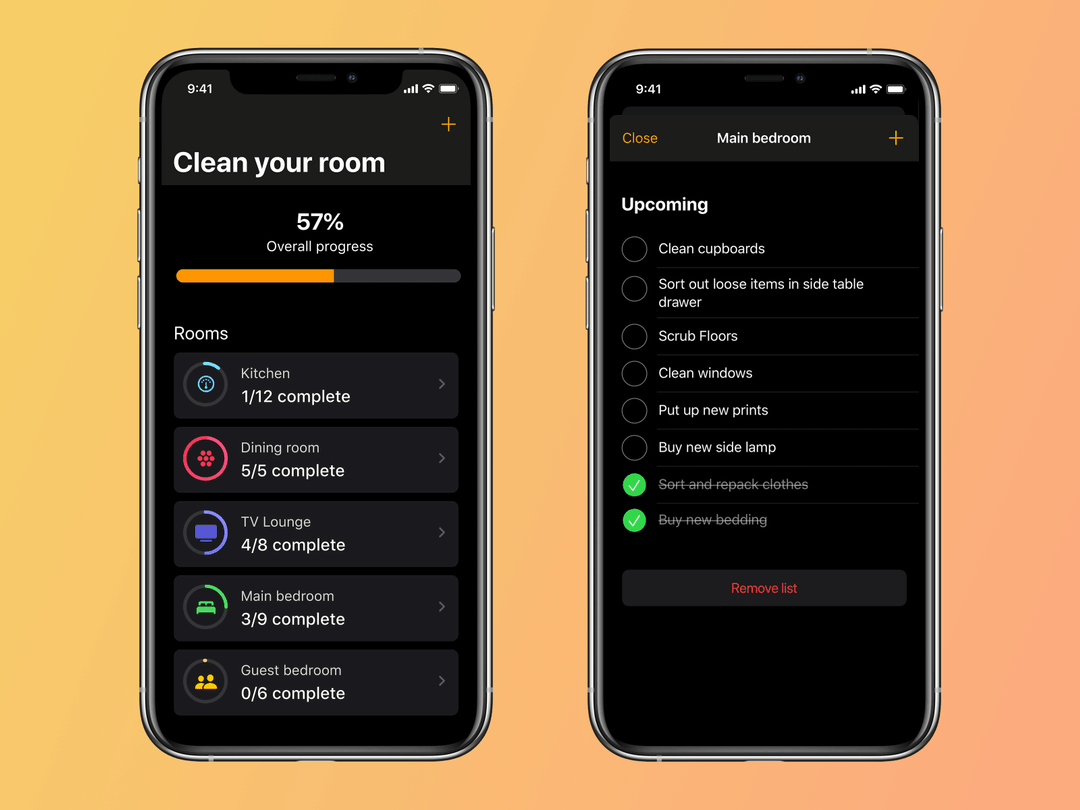 9:41
Clean your room
57%
Overall progress
Rooms
Kitchen
1/12 complete
Dining room
5/5 complete
TV Lounge
4/8 complete
Main bedroom
3/9 complete
Guest bedroom
0/6 complete
9:41
Close Main bedroom
Upcoming
Clean cupboards
Sort out loose items in side table
drawer
Scrub Floors
Clean windows
Put up new prints
Buy new side lamp
Sort and repack clothes
Buy new bedding
Remove list